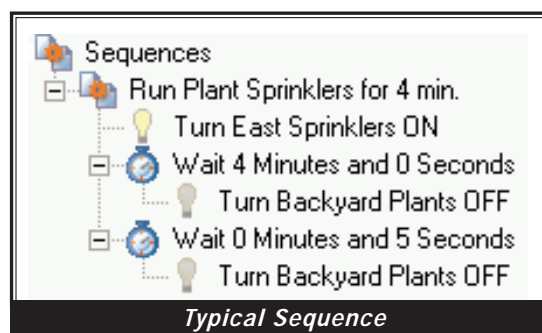 Sequences
Run Plant Sprinklers for 4 min.
Turn East Sprinklers ON
Wait 4 Minutes and 0 Seconds
Turn Backyard Plants OFF
Wait 0 Minutes and 5 Seconds
Turn Backyard Plants OFF
Typical Sequence